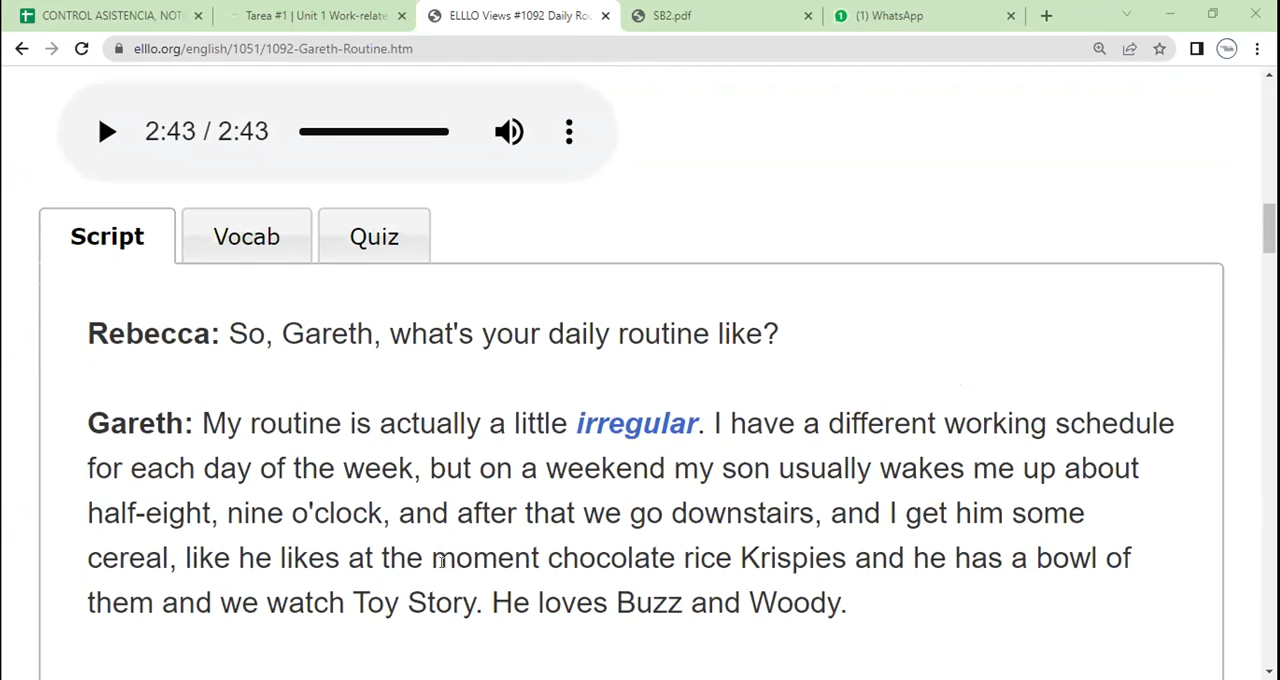 CONTROL ASISTENCIA, NOT
Tarea #1 | Unit 1 Work-relate
ELLLO Views #1092 Daily Rou
SB2.pdf
(1) WhatsApp
elllo.org/english/1051/1092-Gareth-Routine.htm
2:43 / 2:43
Script
Vocab
Quiz
Rebecca: So, Gareth, what's your daily routine like?
Gareth: My routine is actually a little irregular. I have a different working schedule
for each day of the week, but on a weekend my son usually wakes me up about
half-eight, nine o'clock, and after that we go downstairs, and I get him some
cereal, like he likes at the moment chocolate rice Krispies and he has a bowl of
them and we watch Toy Story. He loves Buzz and Woody.